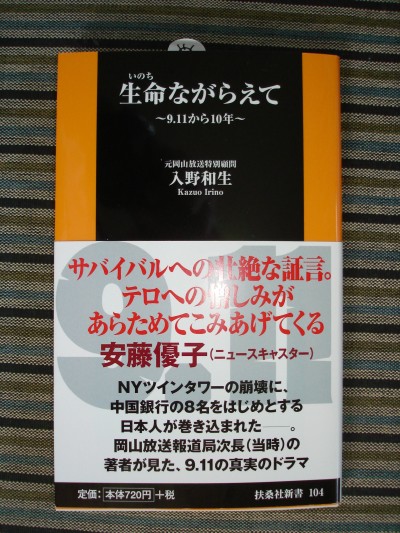 いのち
生命ながらえて
～9.11から10年～
元岡山放送特別顧問
入野和生
Kazuo Irino
9.11
サバイバルへの壮絶な証言。
テロへの憎しみが
あらためてこみあげてくる
安藤優子(ニュースキャスター)
NYツインタワーの崩壊に、
中国銀行の8名をはじめとする
日本人が巻き込まれた――。
岡山放送報道局次長(当時)の
著者が見た、9.11の真実のドラマ
定価：本体720円+税
扶桑社新書 104